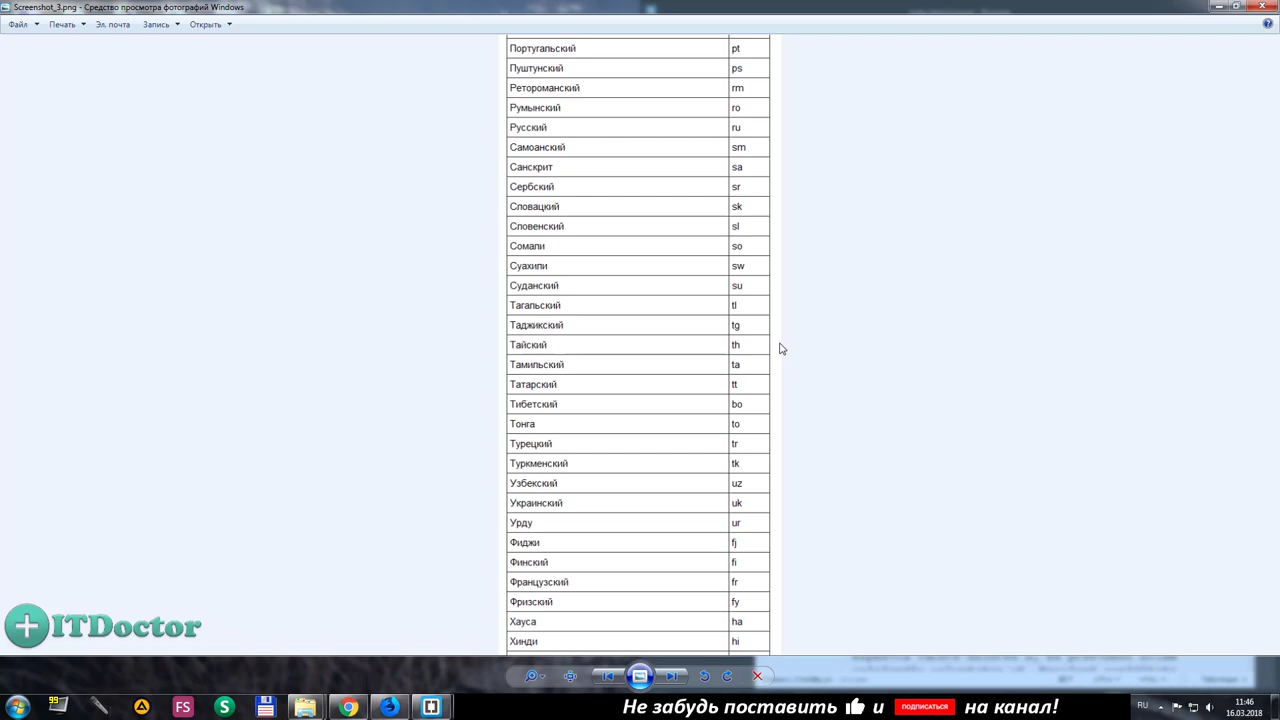 Screenshot_3.png - Средство просмотра фотографий Windows
Файл Печать Эл. почта Запись Открыть
Португальский pt
Пуштунский ps
Ретороманский rm
Румынский ro
Русский ru
Самоанский sm
Санскрит sa
Сербский sr
Словацкий sk
Словенский sl
Сомали so
Суахили sw
Суданский su
Тагальский tl
Таджикский tg
Тайский th
Тамильский ta
Татарский tt
Тибетский bo
Тонга to
Турецкий tr
Туркменский tk
Узбекский uz
Украинский uk
Урду ur
Фиджи fj
Финский fi
Французский fr
Фризский fy
Хауса ha
Хинди hi
ITDoctor
99
FS
S
Не забудь поставить и ПОДПИСАТЬСЯ на канал!
RU
11:46
16.03.2018